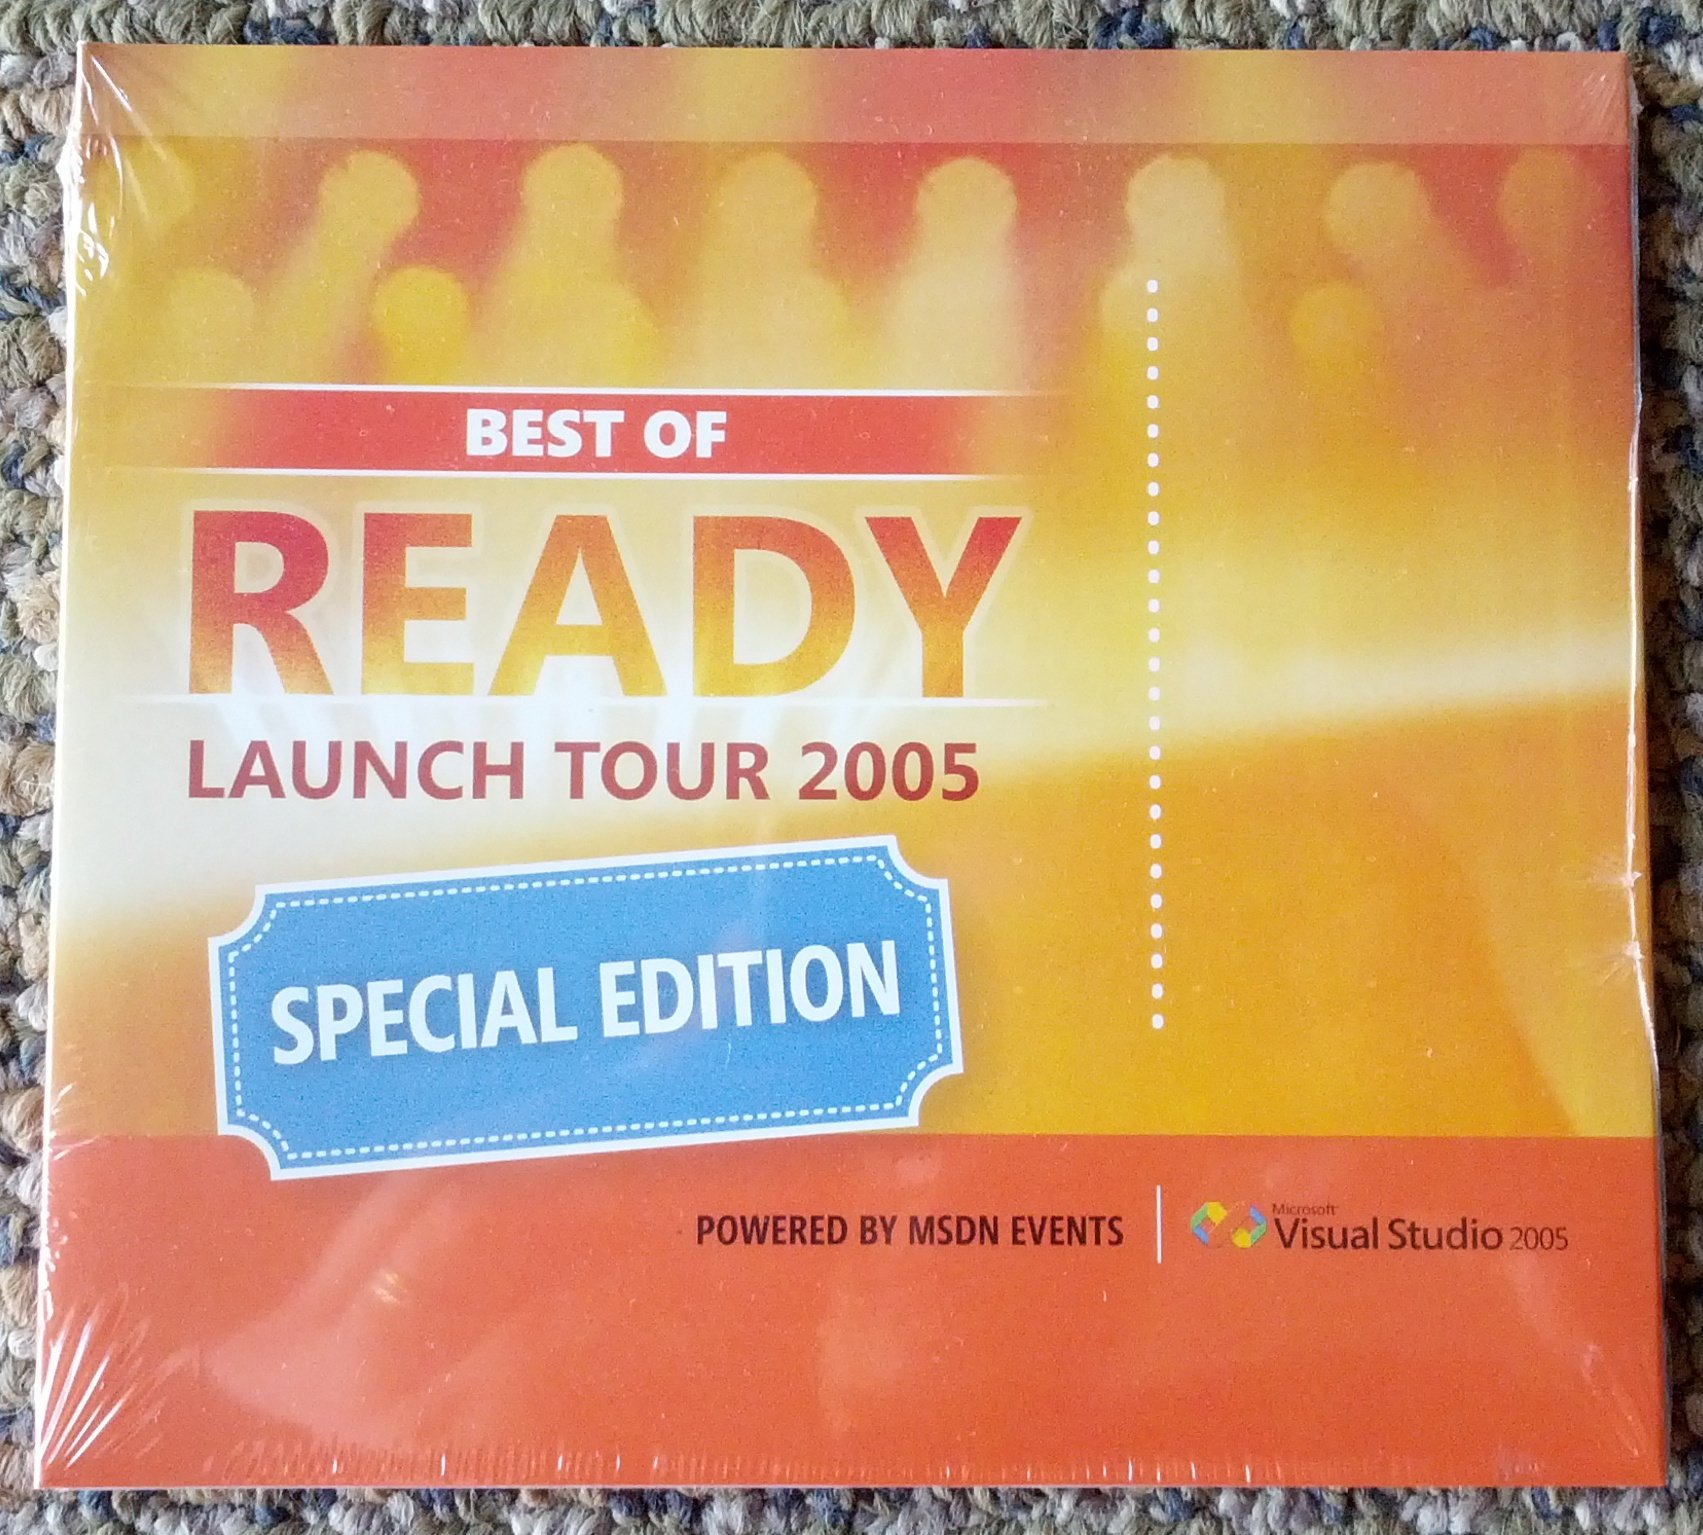 BEST OF
READY
LAUNCH TOUR 2005
SPECIAL EDITION
POWERED BY MSDN EVENTS
Microsoft
Visual Studio 2005